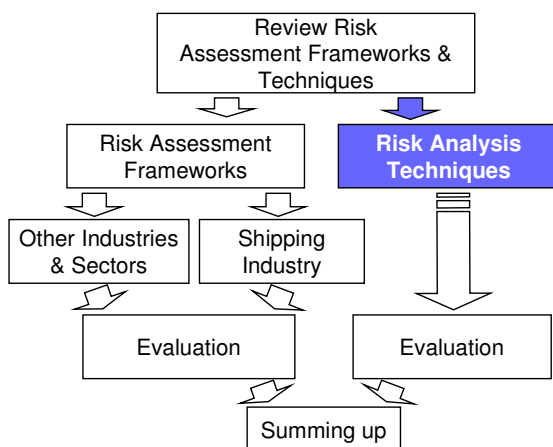 Review Risk
Assessment Frameworks &
Techniques
Risk Assessment
Frameworks
Risk Analysis
Techniques
Other Industries
& Sectors
Shipping
Industry
Evaluation
Evaluation
Summing up